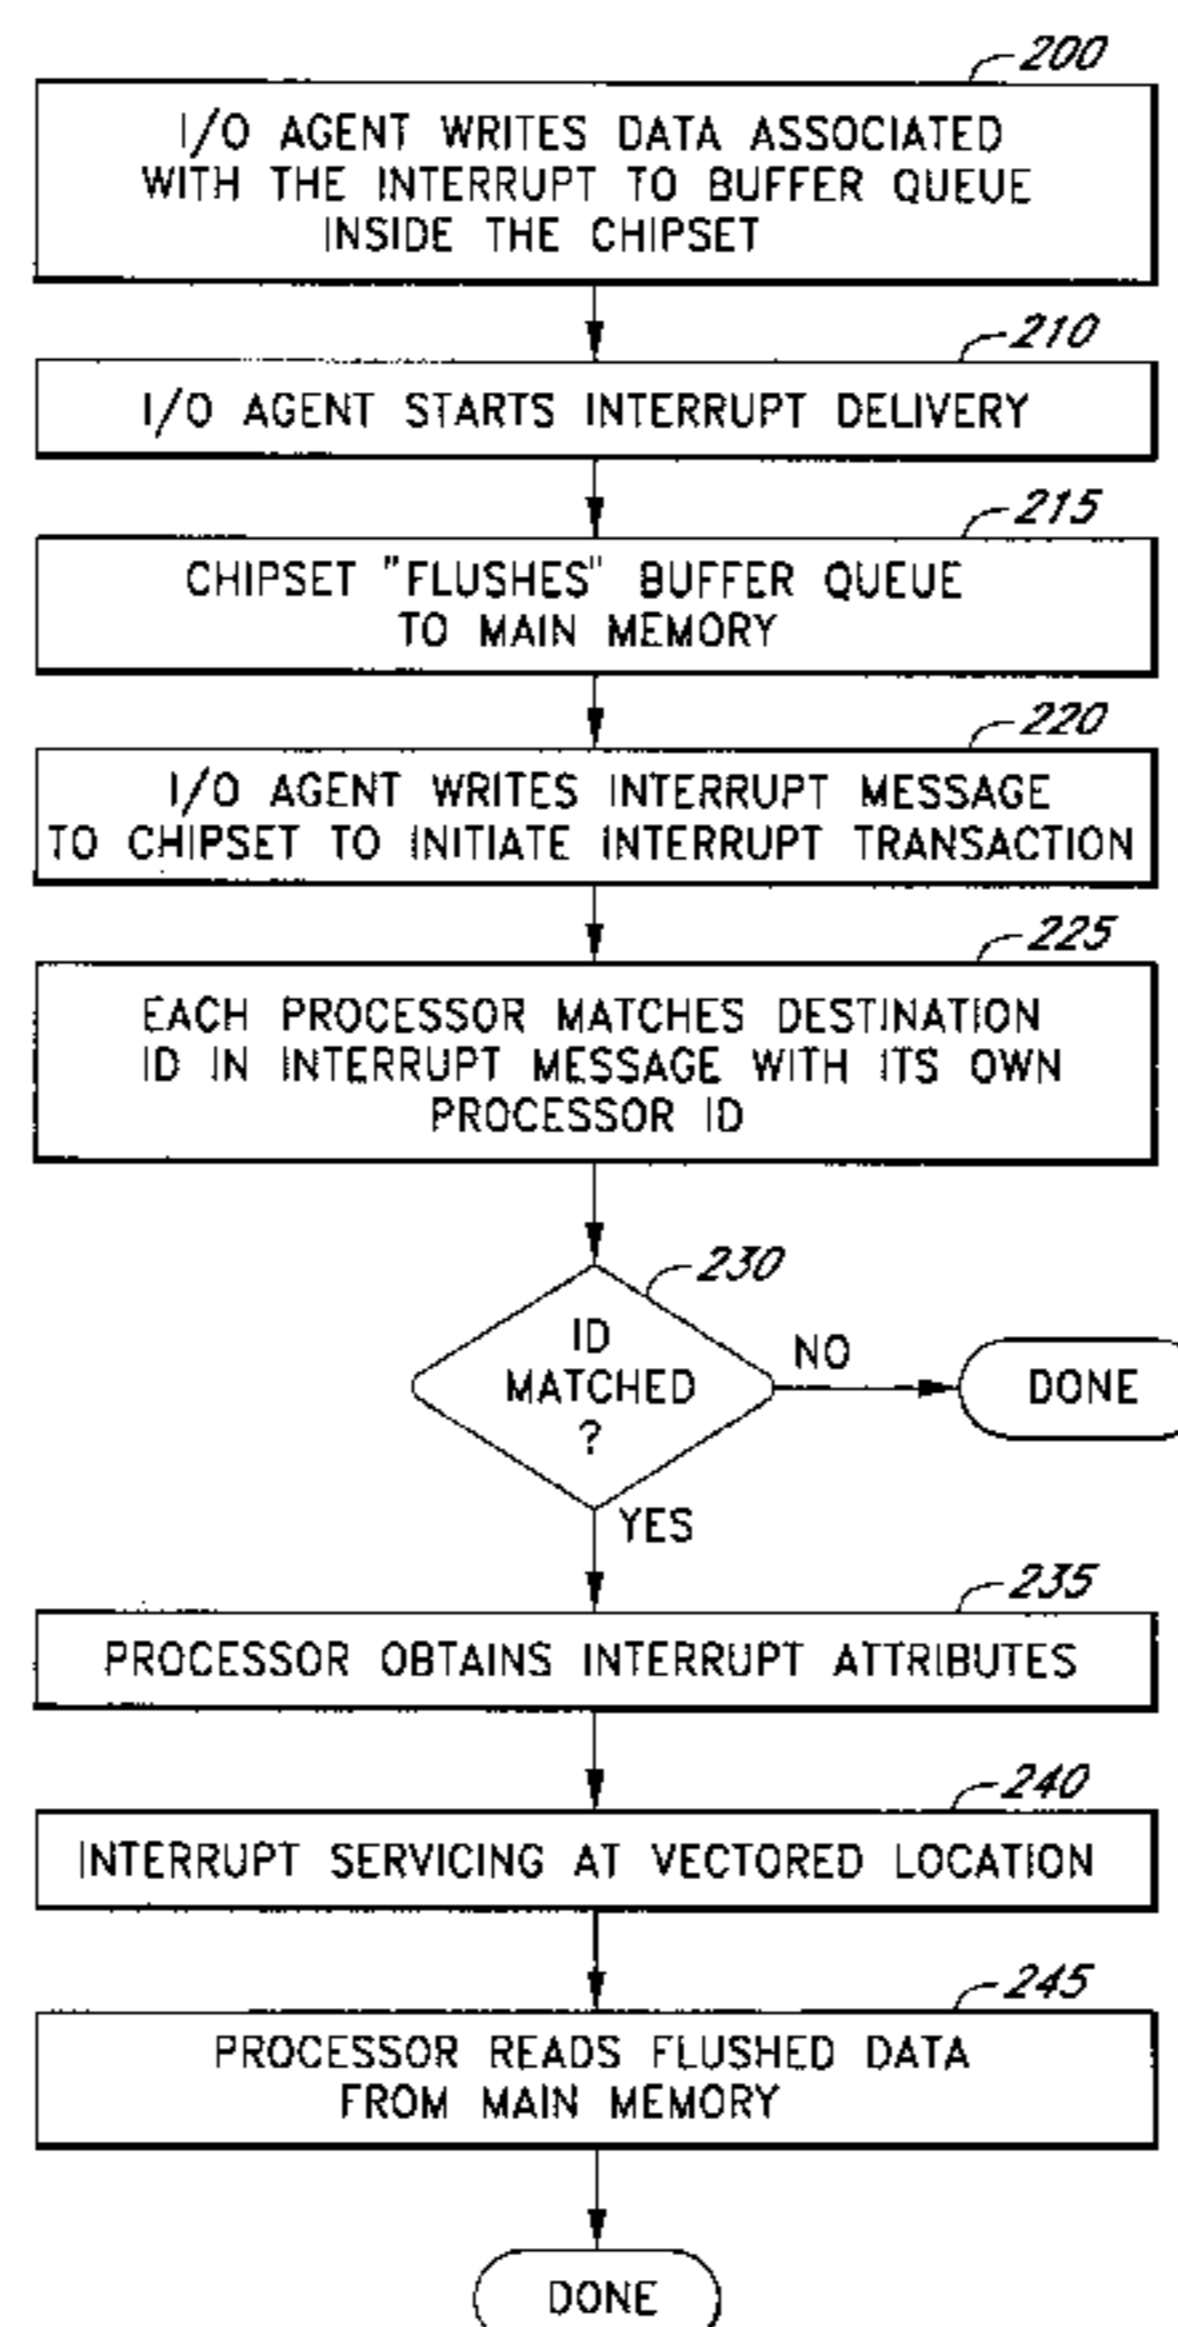 200
I/O AGENT WRITES DATA ASSOCIATED
WITH THE INTERRUPT TO BUFFER QUEUE
INSIDE THE CHIPSET
210
I/O AGENT STARTS INTERRUPT DELIVERY
215
CHIPSET "FLUSHES" BUFFER QUEUE
TO MAIN MEMORY
220
I/O AGENT WRITES INTERRUPT MESSAGE
TO CHIPSET TO INITIATE INTERRUPT TRANSACTION
225
EACH PROCESSOR MATCHES DESTINATION
ID IN INTERRUPT MESSAGE WITH ITS OWN
PROCESSOR ID
230
ID
MATCHED
?
NO
DONE
YES
235
PROCESSOR OBTAINS INTERRUPT ATTRIBUTES
240
INTERRUPT SERVICING AT VECTORED LOCATION
245
PROCESSOR READS FLUSHED DATA
FROM MAIN MEMORY
DONE